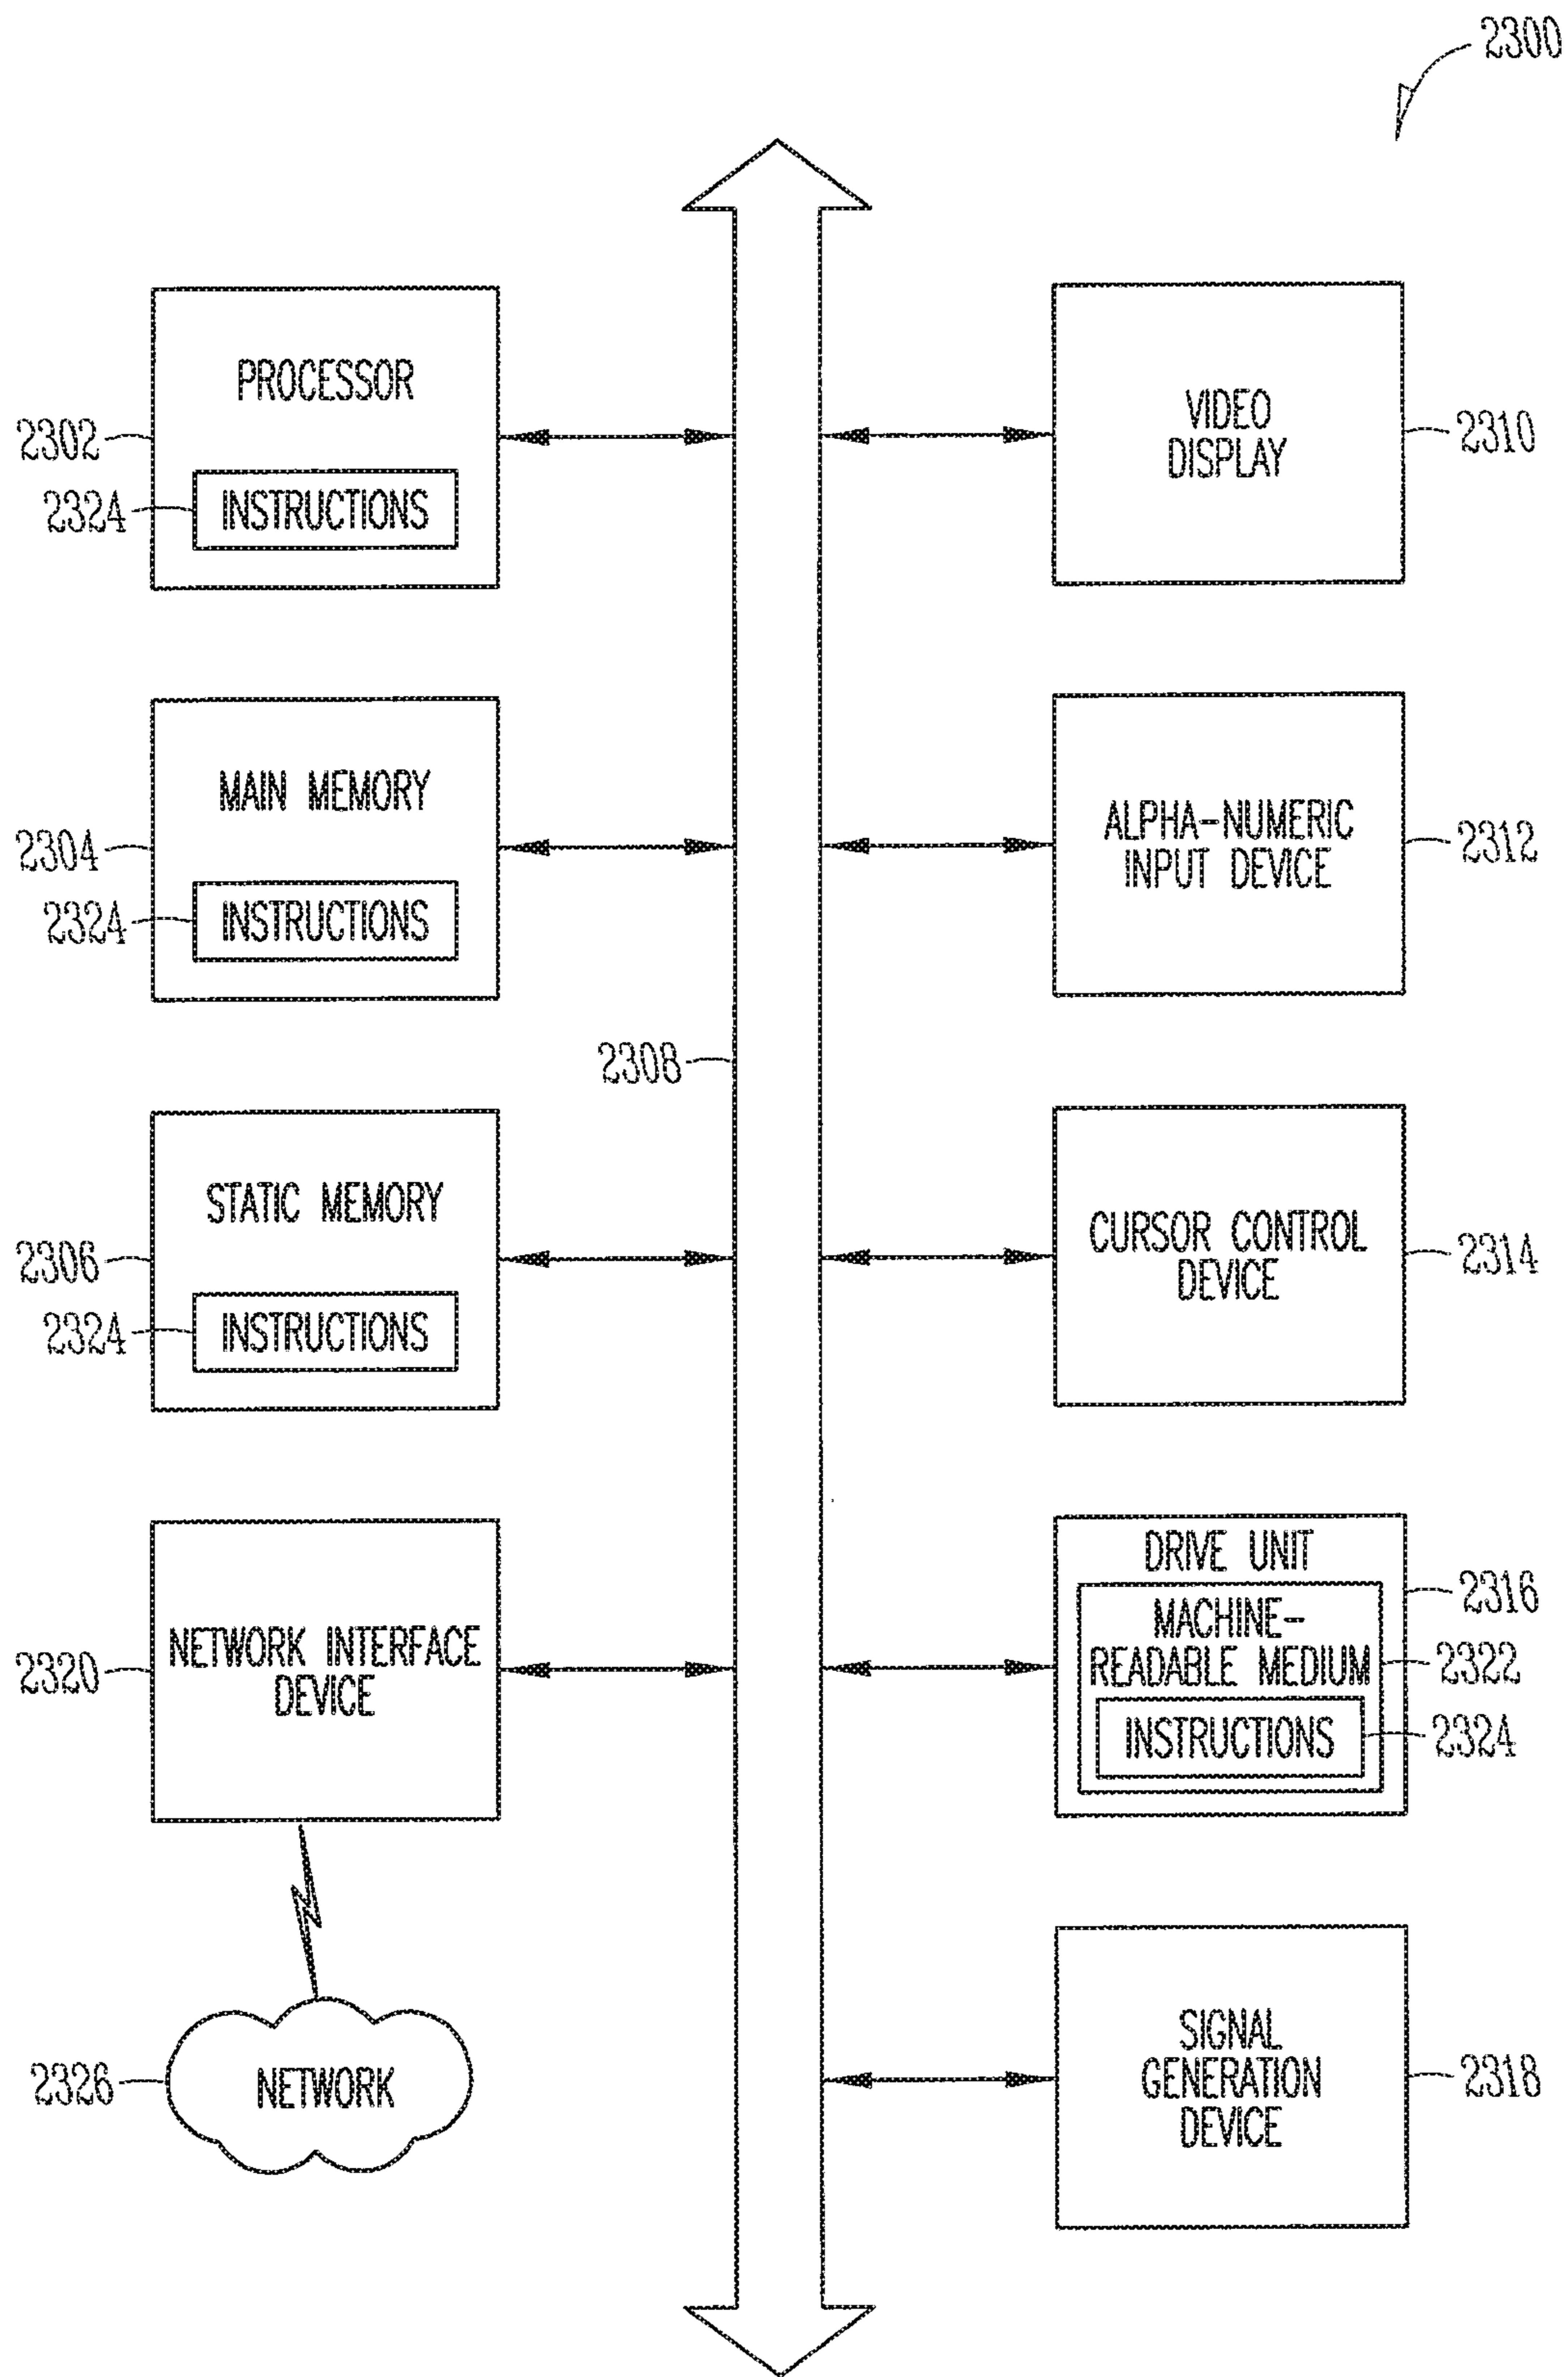 2300
PROCESSOR
2302
2324
INSTRUCTIONS
VIDEO
DISPLAY
2310
MAIN MEMORY
2304
2324
INSTRUCTIONS
ALPHA-NUMERIC
INPUT DEVICE
2312
2308
STATIC MEMORY
2306
2324
INSTRUCTIONS
CURSOR CONTROL
DEVICE
2314
NETWORK INTERFACE
DEVICE
2320
DRIVE UNIT
2316
MACHINE-
READABLE MEDIUM
2322
INSTRUCTIONS
2324
2326
NETWORK
SIGNAL
GENERATION
DEVICE
2318